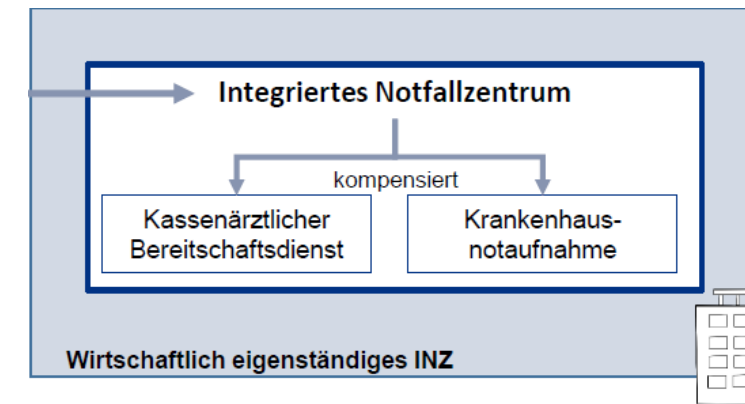 Integriertes Notfallzentrum
kompensiert
Kassenärztlicher
Bereitschaftsdienst
Krankenhaus-
notaufnahme
Wirtschaftlich eigenständiges INZ